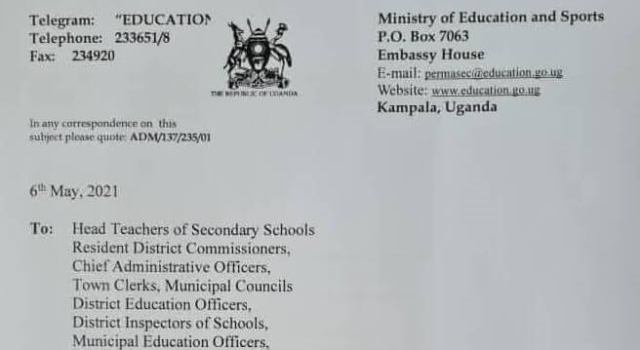 Telegram: "EDUCATION
Telephone: 233651/8
Fax: 234920
THE REPUBLIC OF UGANDA
In any correspondence on this
subject please quote: ADM/137/235/01
Ministry of Education and Sports
P.O. Box 7063
Embassy House
E-mail: permasec@education.go.ug
Website: www.education.go.ug
Kampala, Uganda
6th May, 2021
To: Head Teachers of Secondary Schools
Resident District Commissioners,
Chief Administrative Officers,
Town Clerks, Municipal Councils
District Education Officers,
District Inspectors of Schools,
Municipal Education Officers,